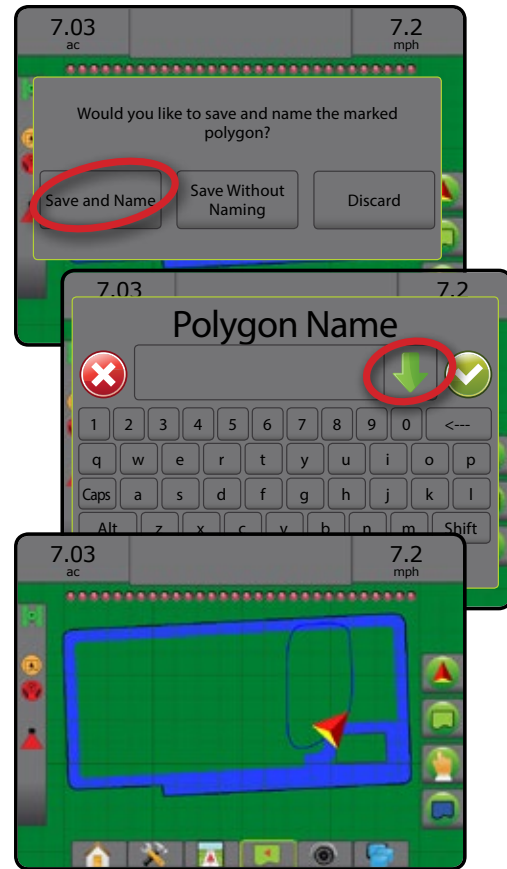 7.03 7.2
ac mph
Would you like to save and name the marked
polygon?
Save and Name Save Without Naming Discard
7.03 7.2
Polygon Name
1 2 3 4 5 6 7 8 9 0 <---
q w e r t y u i o p
Caps a s d f g h j k l
Alt z x c v b n m Shift
7.03 7.2
ac mph